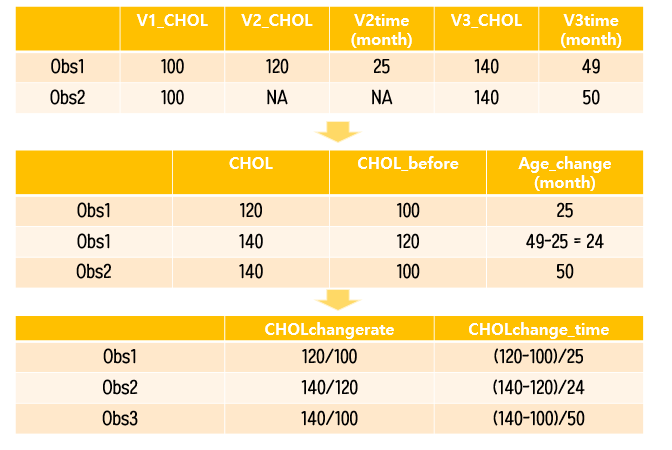 V1_CHOL V2_CHOL V2time (month) V3_CHOL V3time (month)
Obs1 100 120 25 140 49
Obs2 100 NA NA 140 50
CHOL CHOL_before Age_change (month)
Obs1 120 100 25
Obs1 140 120 49-25 = 24
Obs2 140 100 50
CHOLchangerate CHOLchange_time
Obs1 120/100 (120-100)/25
Obs2 140/120 (140-120)/24
Obs3 140/100 (140-100)/50